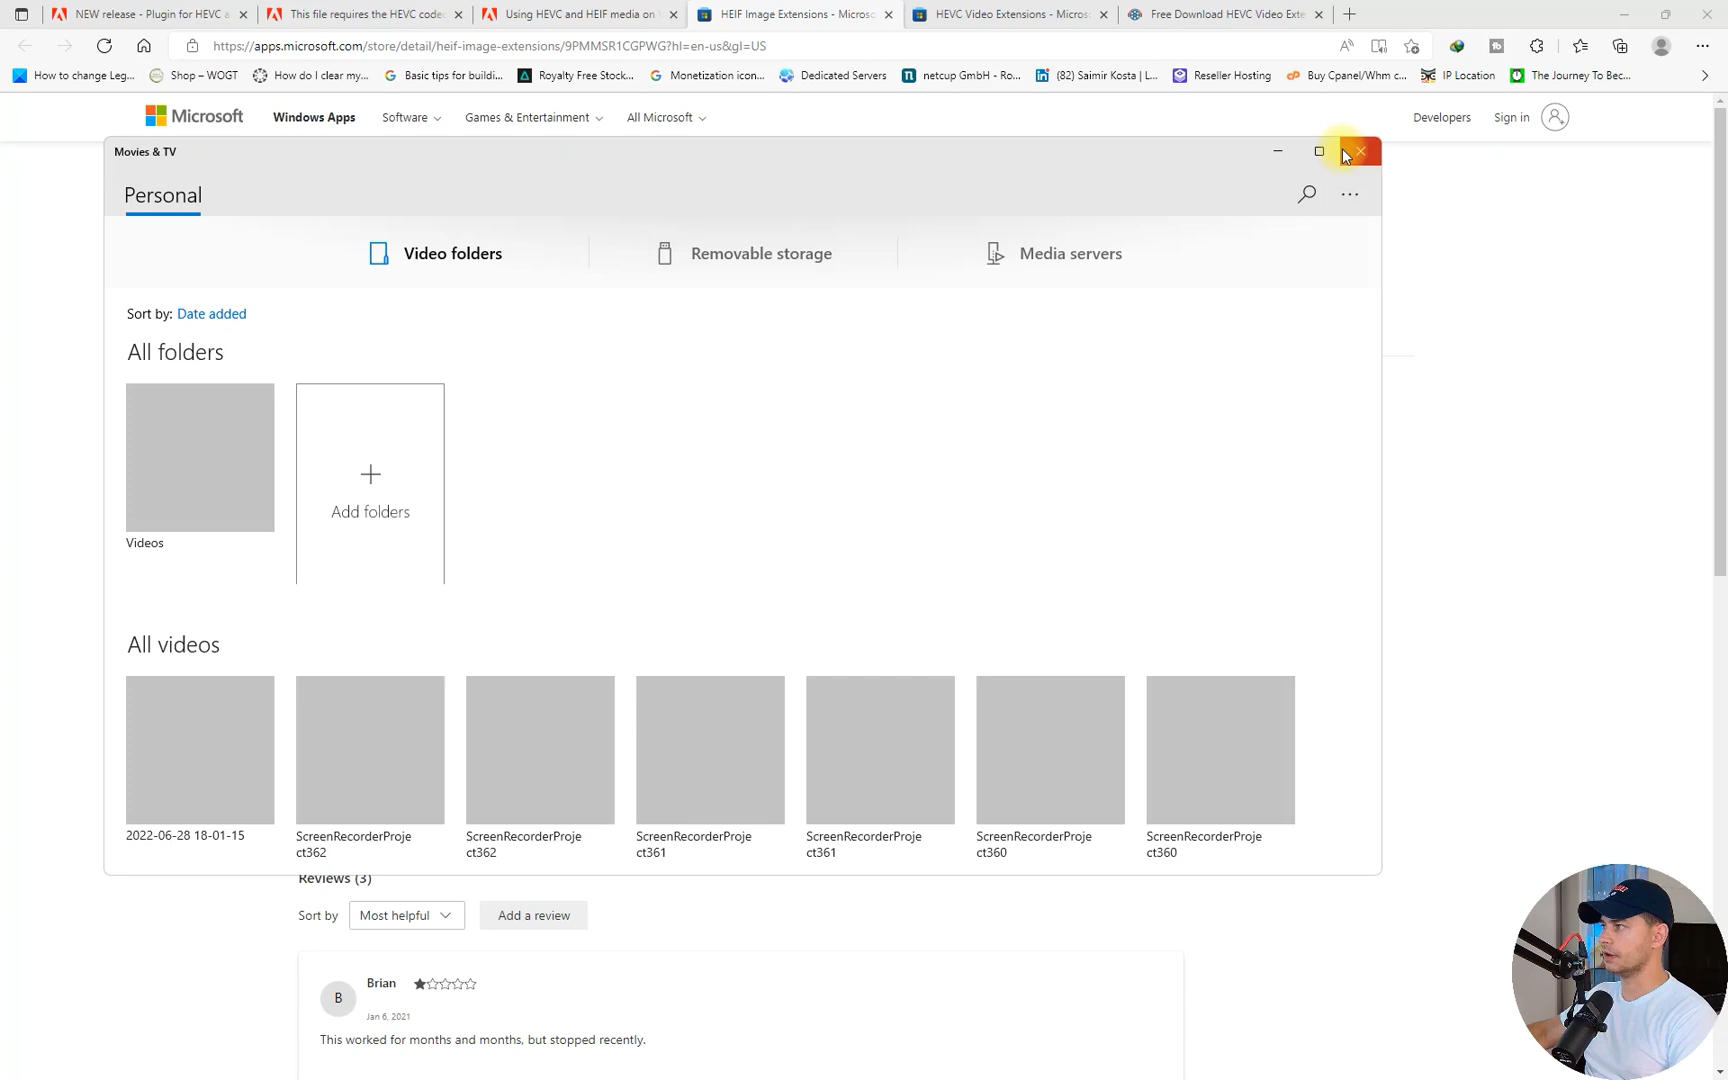 NEW release - Plugin for HEVC a
This file requires the HEVC codec
Using HEVC and HEIF media on
HEIF Image Extensions - Microsoft
HEVC Video Extensions - Microsoft
Free Download HEVC Video Exte
https://apps.microsoft.com/store/detail/heif-image-extensions/9PMMSR1CGPWG?hl=en-us&gl=US
How to change Leg...
Shop – WOGT
How do I clear my...
Basic tips for buildi...
Royalty Free Stock...
Monetization icon...
Dedicated Servers
netcup GmbH - Ro...
(82) Saimir Kosta | L...
Reseller Hosting
Buy Cpanel/Whm c...
IP Location
The Journey To Bec...
Microsoft
Windows Apps
Software
Games & Entertainment
All Microsoft
Developers
Sign in
Movies & TV
Personal
Video folders
Removable storage
Media servers
Sort by: Date added
All folders
Videos
Add folders
All videos
2022-06-28 18-01-15
ScreenRecorderProje
ct362
ScreenRecorderProje
ct362
ScreenRecorderProje
ct361
ScreenRecorderProje
ct361
ScreenRecorderProje
ct360
ScreenRecorderProje
ct360
Reviews (3)
Sort by
Most helpful
Add a review
B
Brian
Jan 6, 2021
This worked for months and months, but stopped recently.